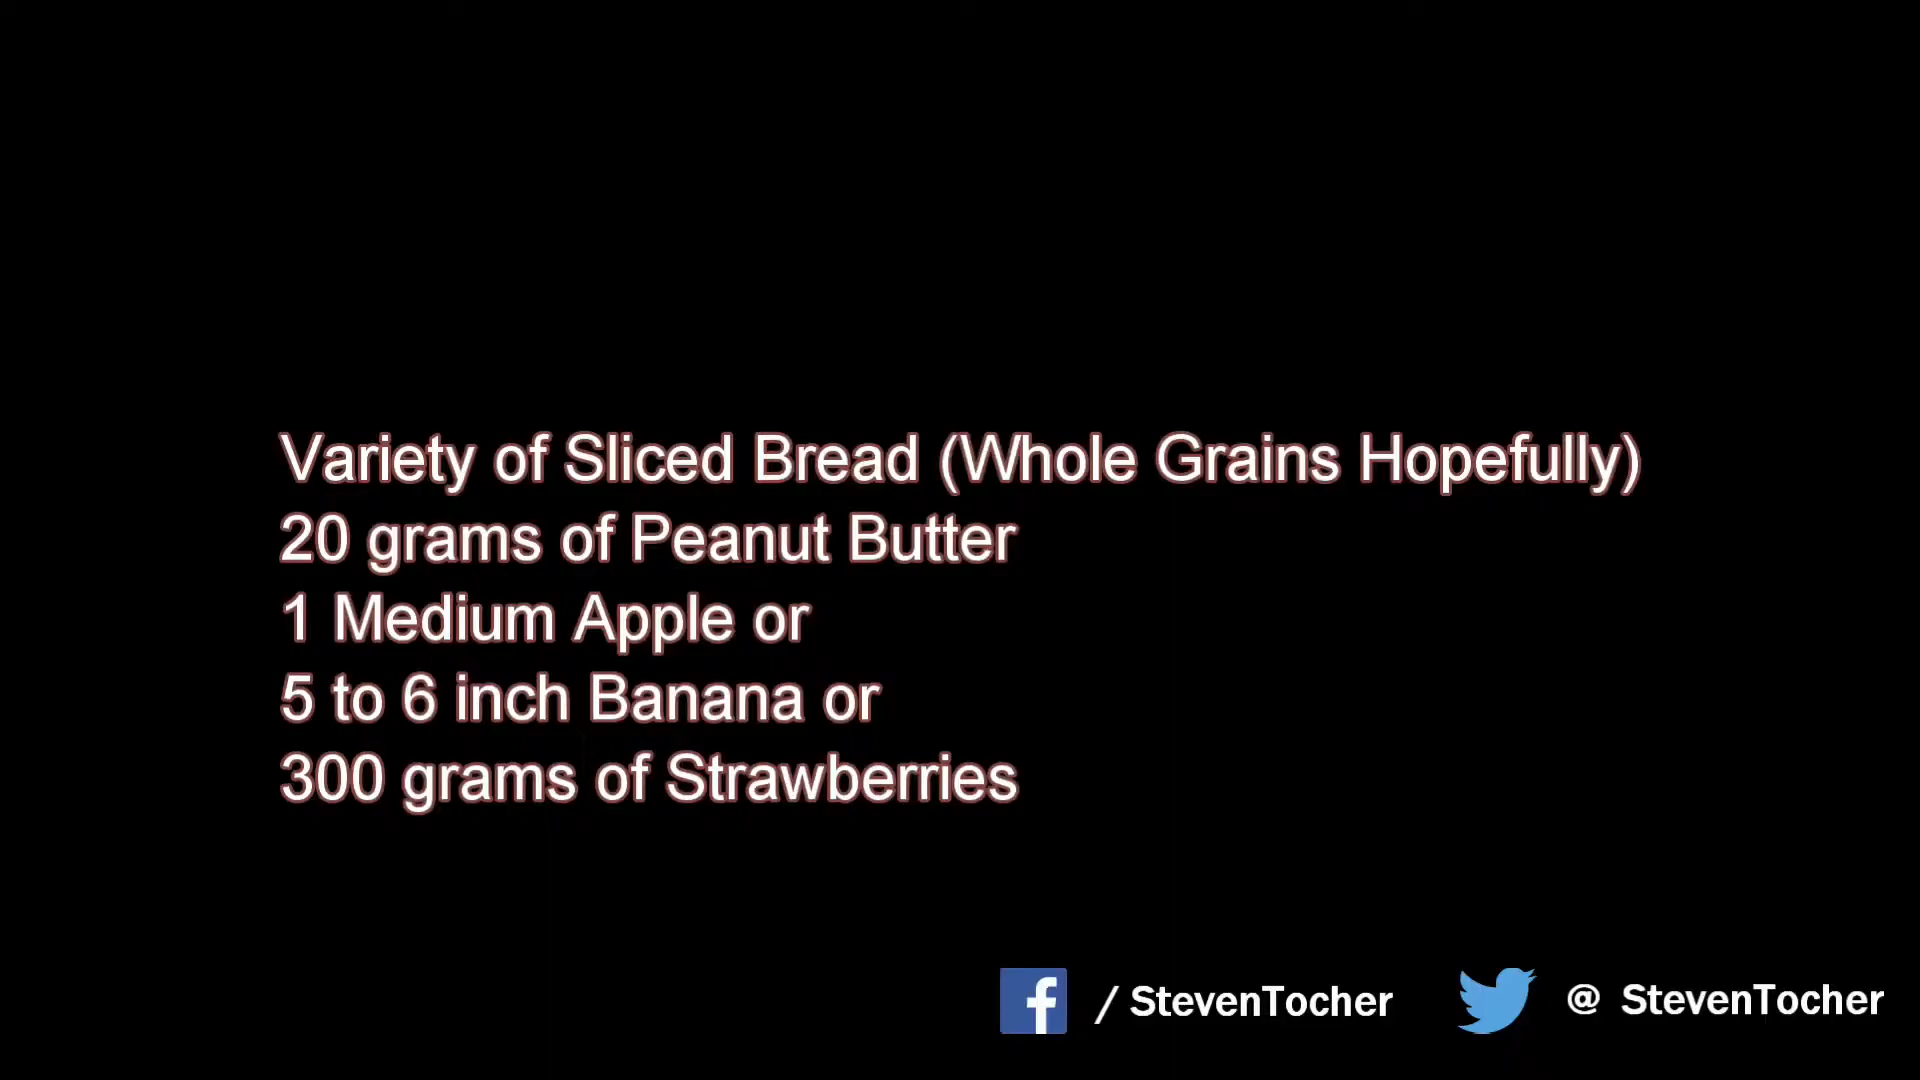 Variety of Sliced Bread (Whole Grains Hopefully)
20 grams of Peanut Butter
1 Medium Apple or
5 to 6 inch Banana or
300 grams of Strawberries
f / StevenTocher @ StevenTocher